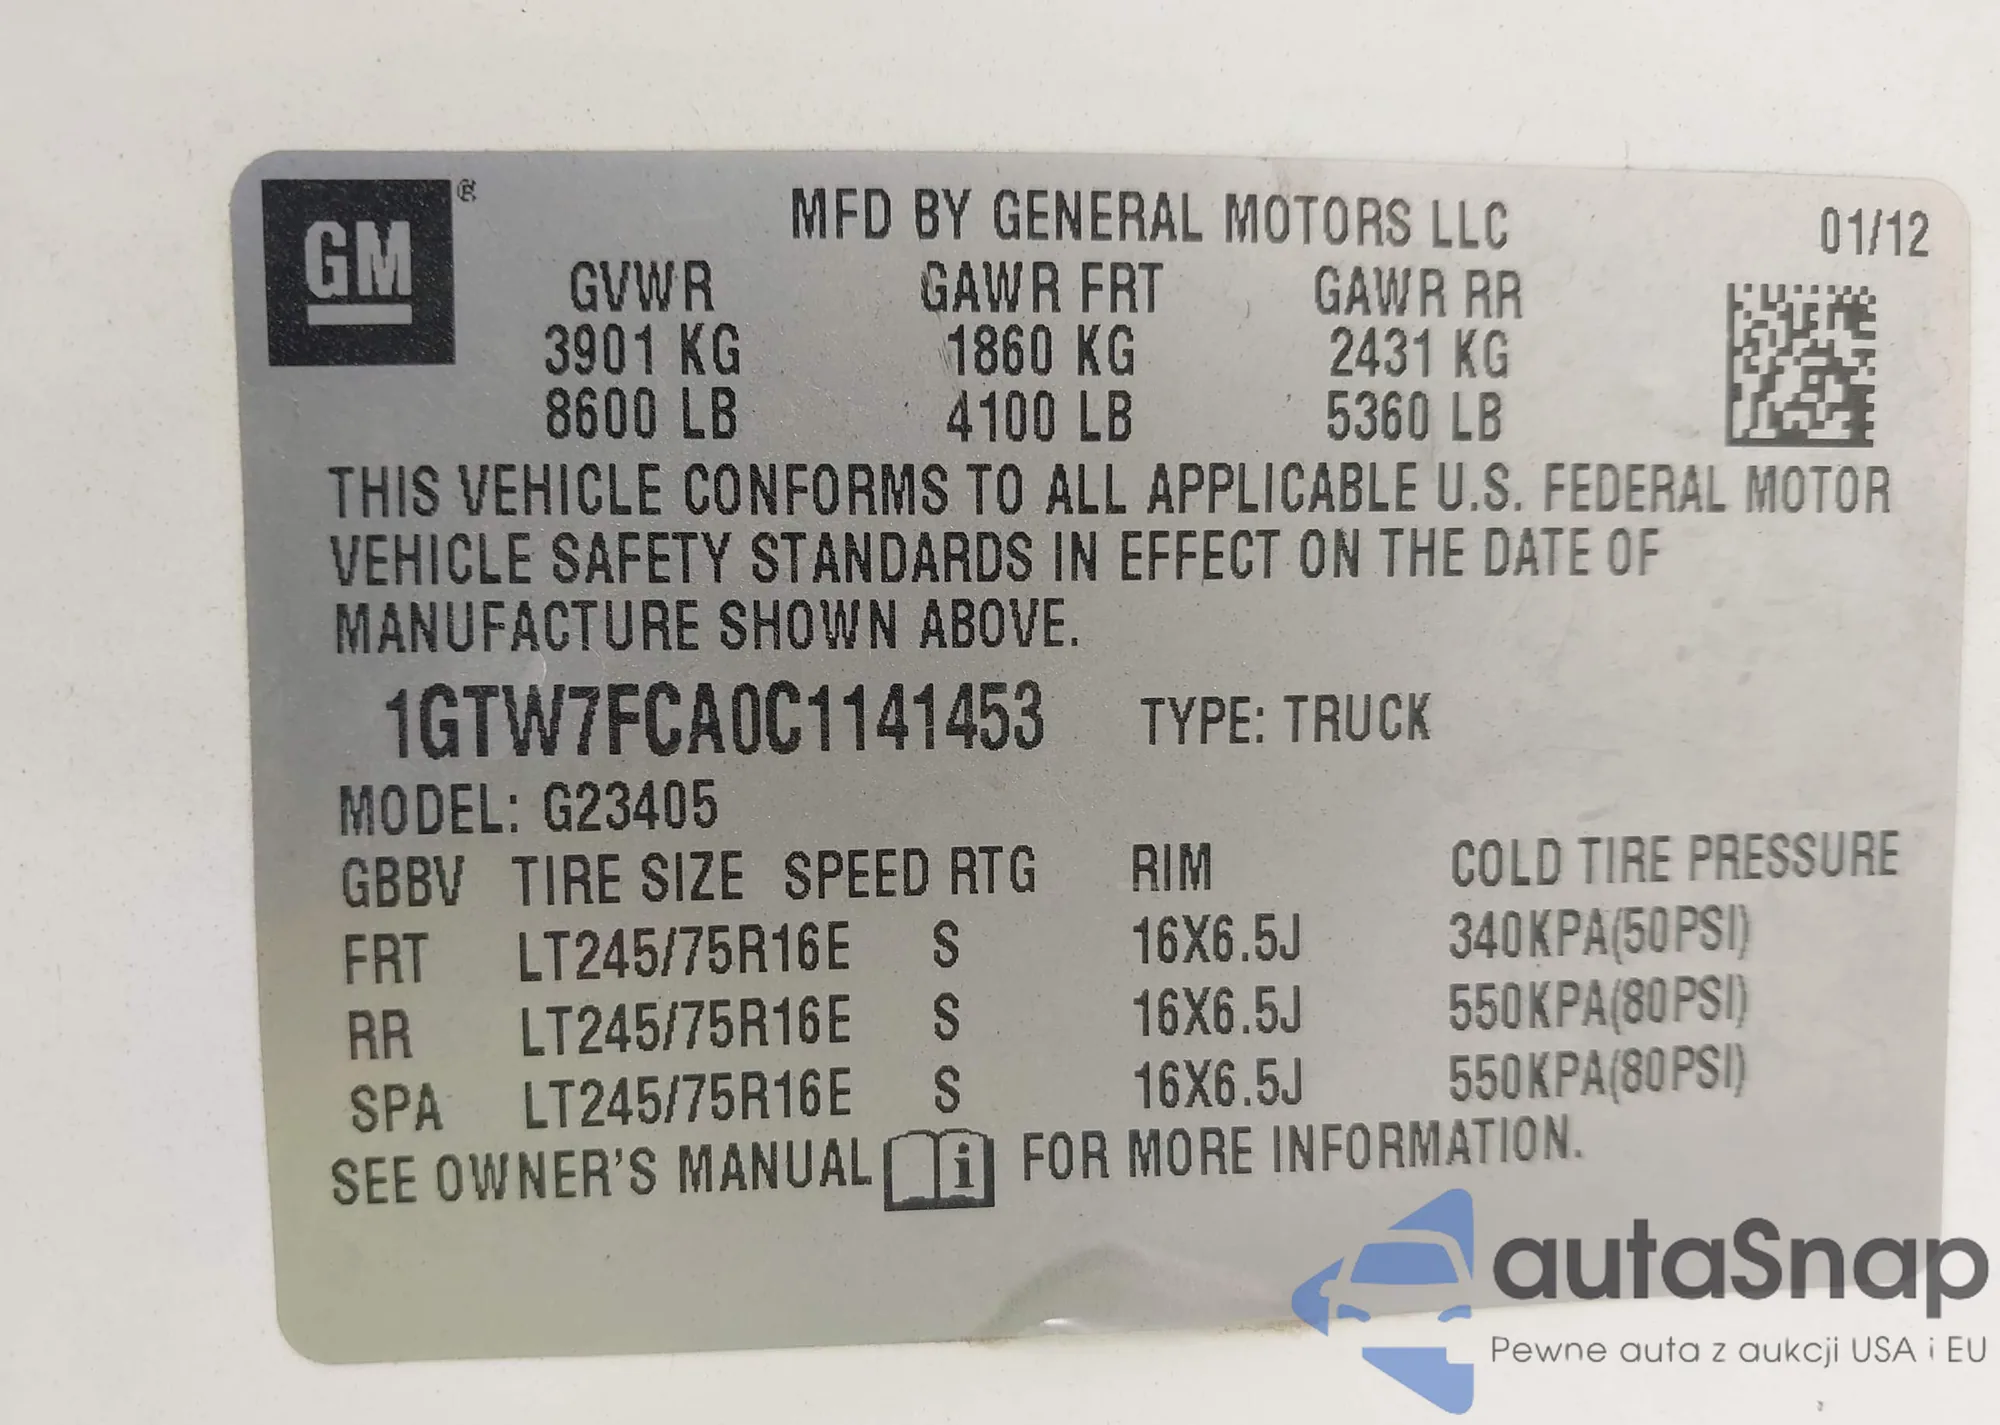 GM®
MFD BY GENERAL MOTORS LLC 01/12
GVWR GAWR FRT GAWR RR
3901 KG 1860 KG 2431 KG
8600 LB 4100 LB 5360 LB
THIS VEHICLE CONFORMS TO ALL APPLICABLE U.S. FEDERAL MOTOR
VEHICLE SAFETY STANDARDS IN EFFECT ON THE DATE OF
MANUFACTURE SHOWN ABOVE.
1GTW7FCA0C1141453 TYPE: TRUCK
MODEL: G23405
GBBV TIRE SIZE SPEED RTG RIM COLD TIRE PRESSURE
FRT LT245/75R16E S 16X6.5J 340KPA(50PSI)
RR LT245/75R16E S 16X6.5J 550KPA(80PSI)
SPA LT245/75R16E S 16X6.5J 550KPA(80PSI)
SEE OWNER'S MANUAL i FOR MORE INFORMATION.
autaSnap
Pewne auta z aukcji USA i EU